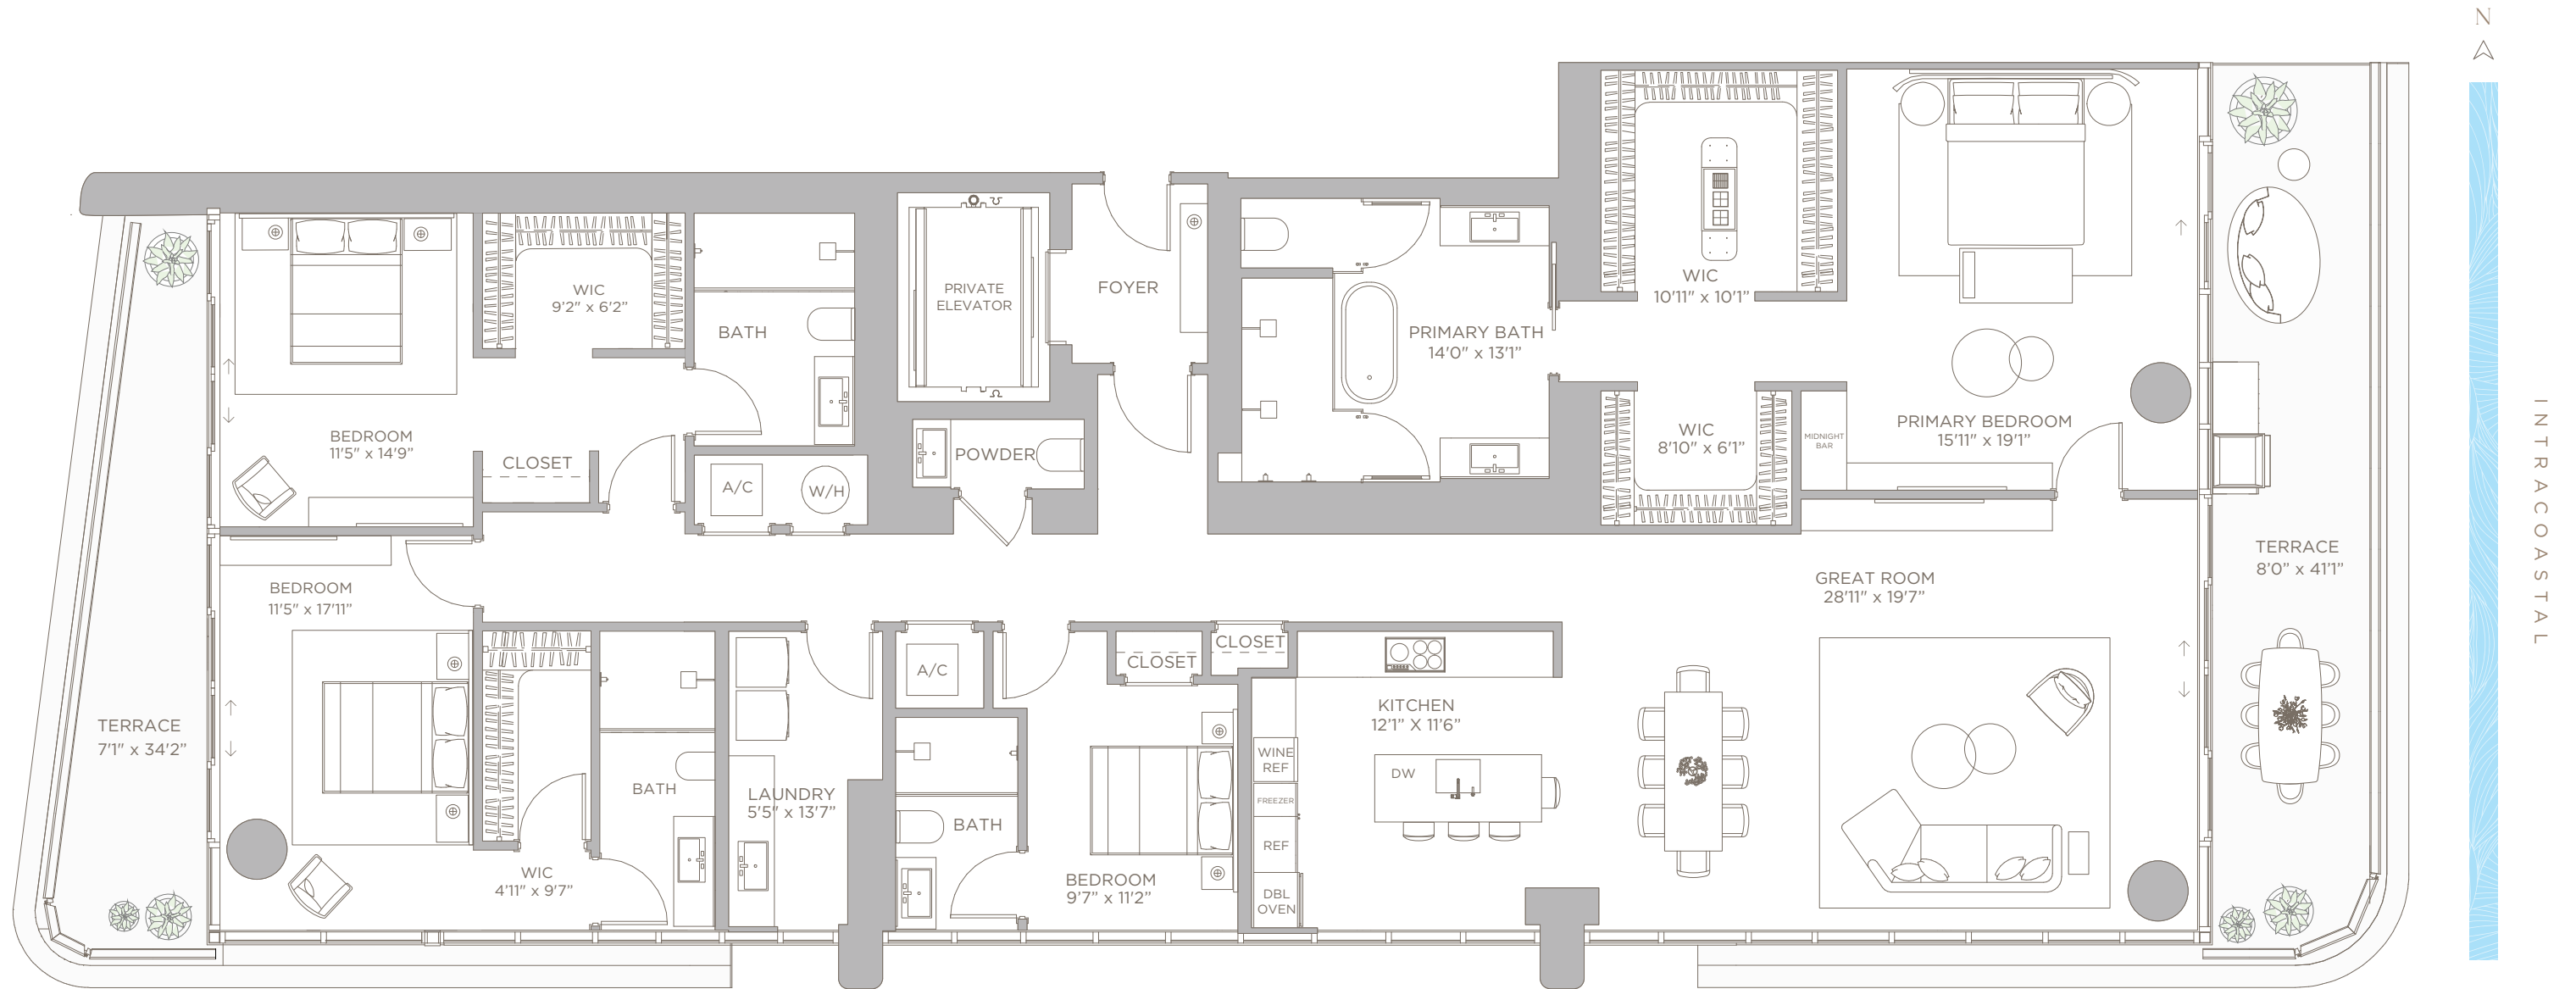 N
PRIVATE
ELEVATOR
FOYER
WIC
10'11" x 10'1"
WIC
9'2" x 6'2"
BATH
PRIMARY BATH
14'0" x 13'1"
BEDROOM
11'5" x 14'9"
CLOSET
A/C
W/H
POWDER
WIC
8'10" x 6'1"
MIDNIGHT
BAR
PRIMARY BEDROOM
15'11" x 19'1"
INTRACOASTAL
TERRACE
8'0" x 41'1"
BEDROOM
11'5" x 17'11"
GREAT ROOM
28'11" x 19'7"
TERRACE
7'1" x 34'2"
A/C
CLOSET
CLOSET
KITCHEN
12'1" X 11'6"
WINE
REF
DW
FREEZER
REF
DBL
OVEN
BATH
LAUNDRY
5'5" x 13'7"
BATH
WIC
4'11" x 9'7"
BEDROOM
9'7" x 11'2"